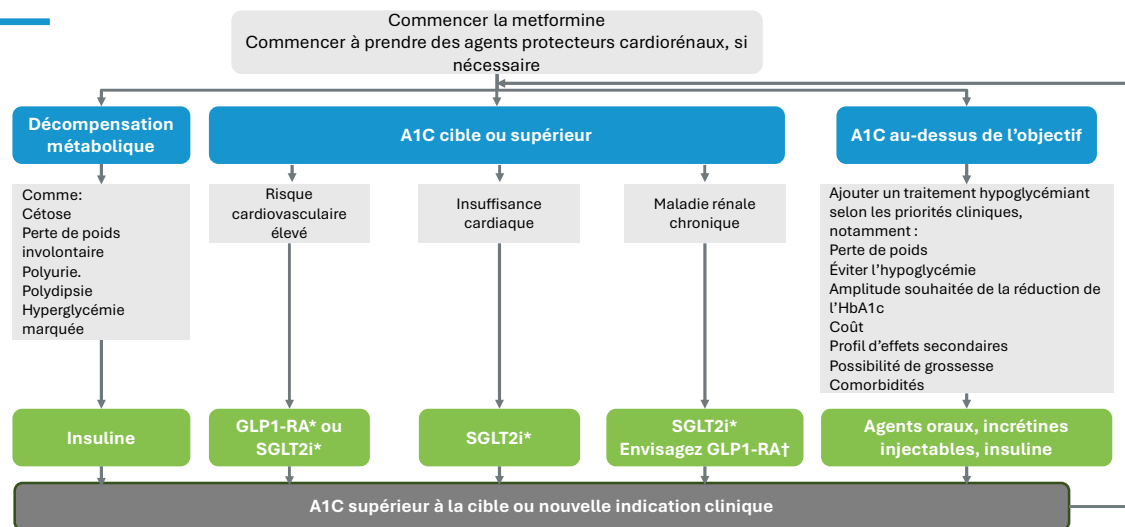 Commencer la metformine
Commencer à prendre des agents protecteurs cardiorénaux, si
nécessaire
Décompensation
métabolique
A1C cible ou supérieur
A1C au-dessus de l'objectif
Comme:
Cétose
Perte de poids
involontaire
Polyurie.
Polydipsie
Hyperglycémie
marquée
Risque
cardiovasculaire
élevé
Insuffisance
cardiaque
Maladie rénale
chronique
Ajouter un traitement hypoglycémiant
selon les priorités cliniques,
notamment :
Perte de poids
Éviter l'hypoglycémie
Amplitude souhaitée de la réduction de
l'HbA1c
Coût
Profil d'effets secondaires
Possibilité de grossesse
Comorbidités
Insuline
GLP1-RA* ou
SGLT2i*
SGLT2i*
SGLT2i*
Envisagez GLP1-RA†
Agents oraux, incrétines
injectables, insuline
A1C supérieur à la cible ou nouvelle indication clinique